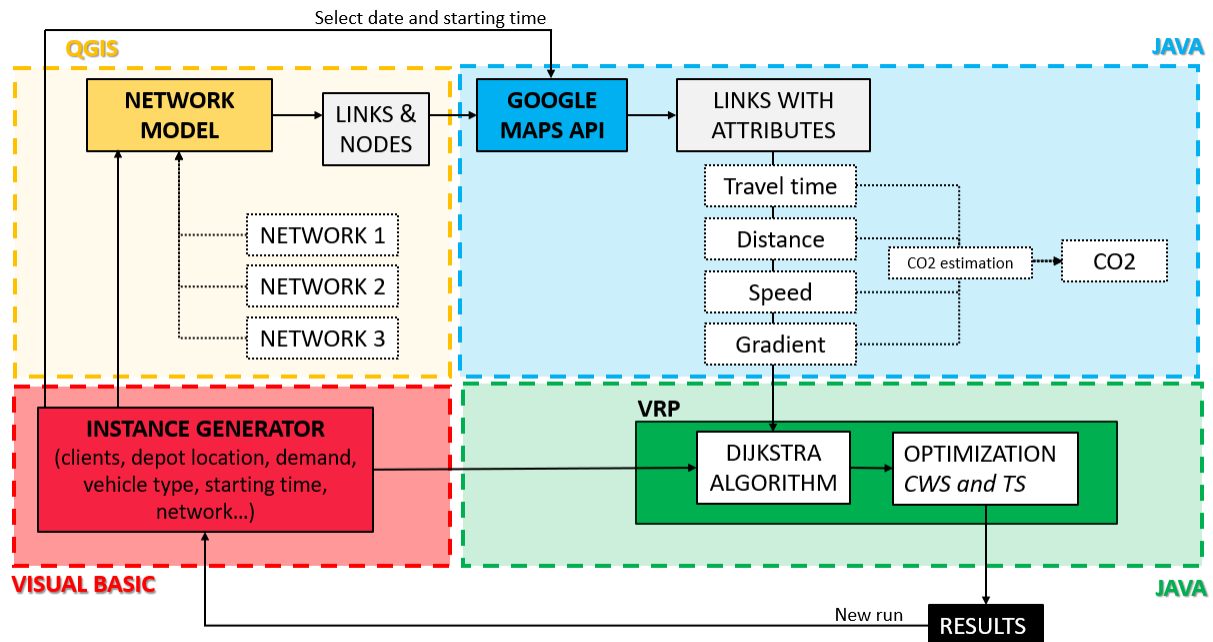 Select date and starting time
QGIS
JAVA
NETWORK
MODEL
LINKS &
NODES
GOOGLE
MAPS API
LINKS WITH
ATTRIBUTES
NETWORK 1
NETWORK 2
NETWORK 3
Travel time
Distance
Speed
Gradient
CO2 estimation
CO2
INSTANCE GENERATOR
(clients, depot location, demand,
vehicle type, starting time,
network...)
VISUAL BASIC
VRP
DIJKSTRA
ALGORITHM
OPTIMIZATION
CWS and TS
JAVA
New run
RESULTS